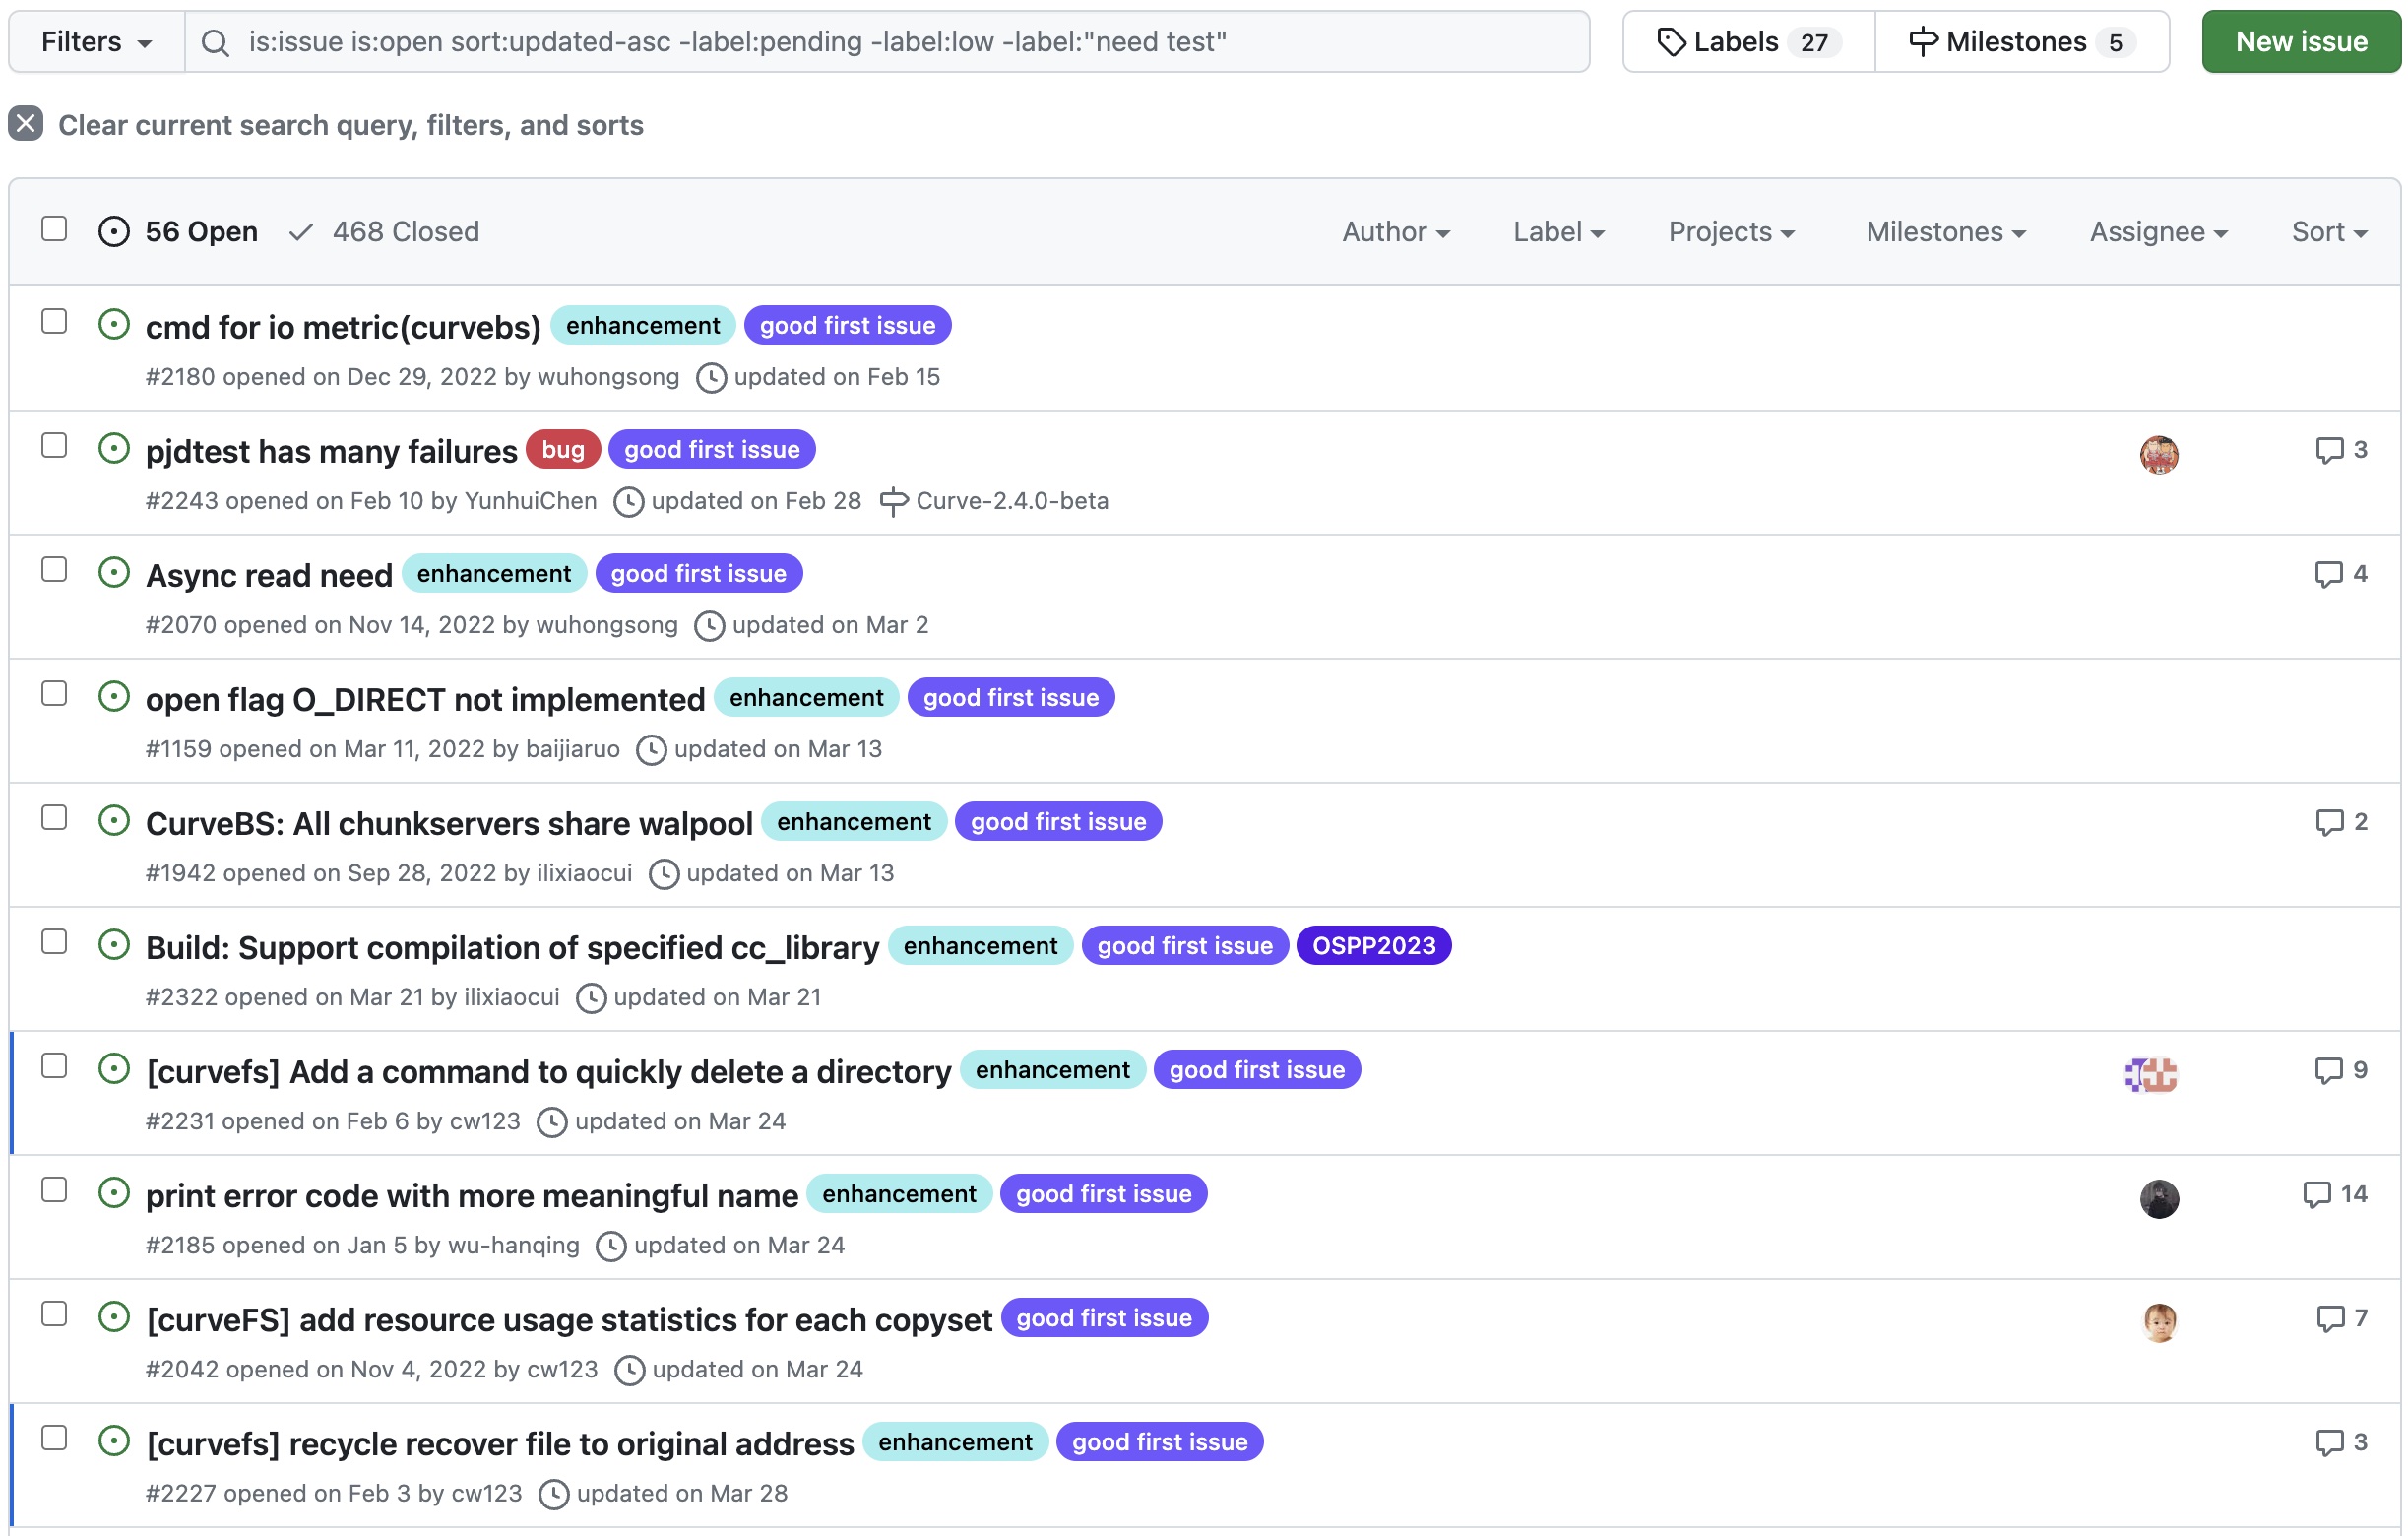 Filters is:issue is:open sort:updated-asc -label:pending -label:low -label:"need test" Labels 27 Milestones 5 New issue
Clear current search query, filters, and sorts
56 Open 468 Closed Author Label Projects Milestones Assignee Sort
cmd for io metric(curvebs) enhancement good first issue
#2180 opened on Dec 29, 2022 by wuhongsong updated on Feb 15
pjdtest has many failures bug good first issue 3
#2243 opened on Feb 10 by YunhuiChen updated on Feb 28 Curve-2.4.0-beta
Async read need enhancement good first issue 4
#2070 opened on Nov 14, 2022 by wuhongsong updated on Mar 2
open flag O_DIRECT not implemented enhancement good first issue
#1159 opened on Mar 11, 2022 by baijiaruo updated on Mar 13
CurveBS: All chunkservers share walpool enhancement good first issue 2
#1942 opened on Sep 28, 2022 by ilixiaocui updated on Mar 13
Build: Support compilation of specified cc_library enhancement good first issue OSPP2023
#2322 opened on Mar 21 by ilixiaocui updated on Mar 21
[curvefs] Add a command to quickly delete a directory enhancement good first issue 9
#2231 opened on Feb 6 by cw123 updated on Mar 24
print error code with more meaningful name enhancement good first issue 14
#2185 opened on Jan 5 by wu-hanqing updated on Mar 24
[curveFS] add resource usage statistics for each copyset good first issue 7
#2042 opened on Nov 4, 2022 by cw123 updated on Mar 24
[curvefs] recycle recover file to original address enhancement good first issue 3
#2227 opened on Feb 3 by cw123 updated on Mar 28